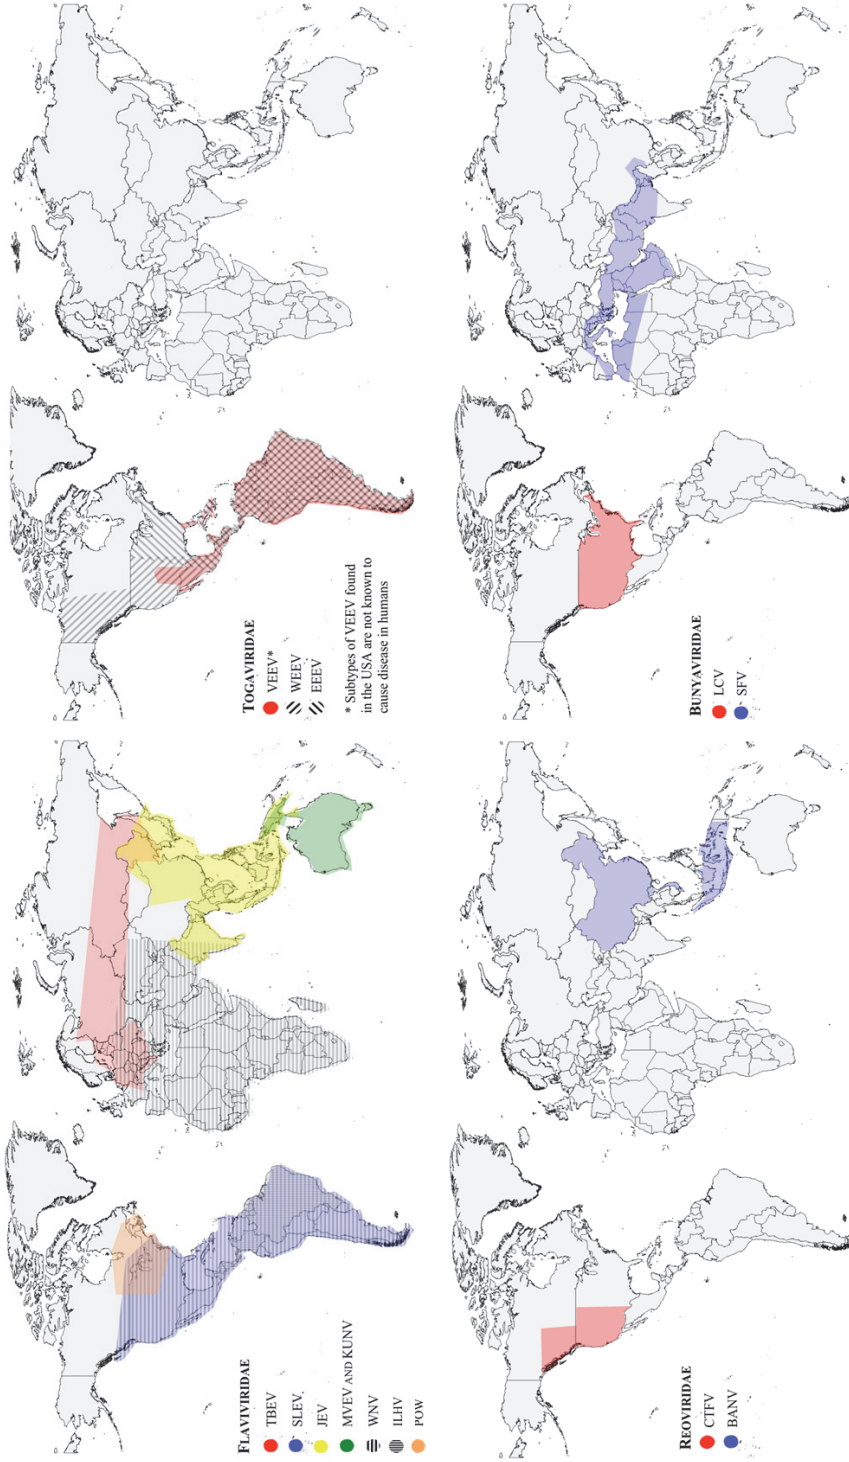 FLAVIVIRIDAE
TBEV
SLEV
JEV
MVEV AND KUNV
WNV
ILHV
POW
TOGAVIRIDAE
VEEV*
WEEV
EEEV
* Subtypes of VEEV found
in the USA are not known to
cause disease in humans
REOVIRIDAE
CTFV
BANV
BUNYAVIRIDAE
LCV
SFV